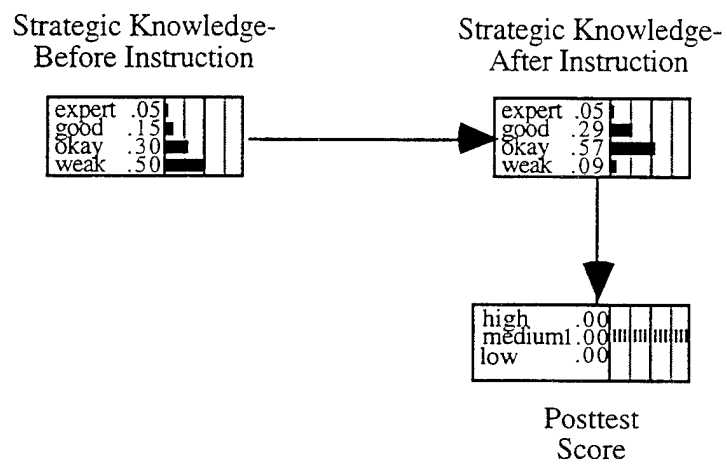 Strategic Knowledge-
Before Instruction
expert .05
good .15
okay .30
weak .50
Strategic Knowledge-
After Instruction
expert .05
good .29
okay .57
weak .09
high .00
medium1.00
low .00
Posttest
Score